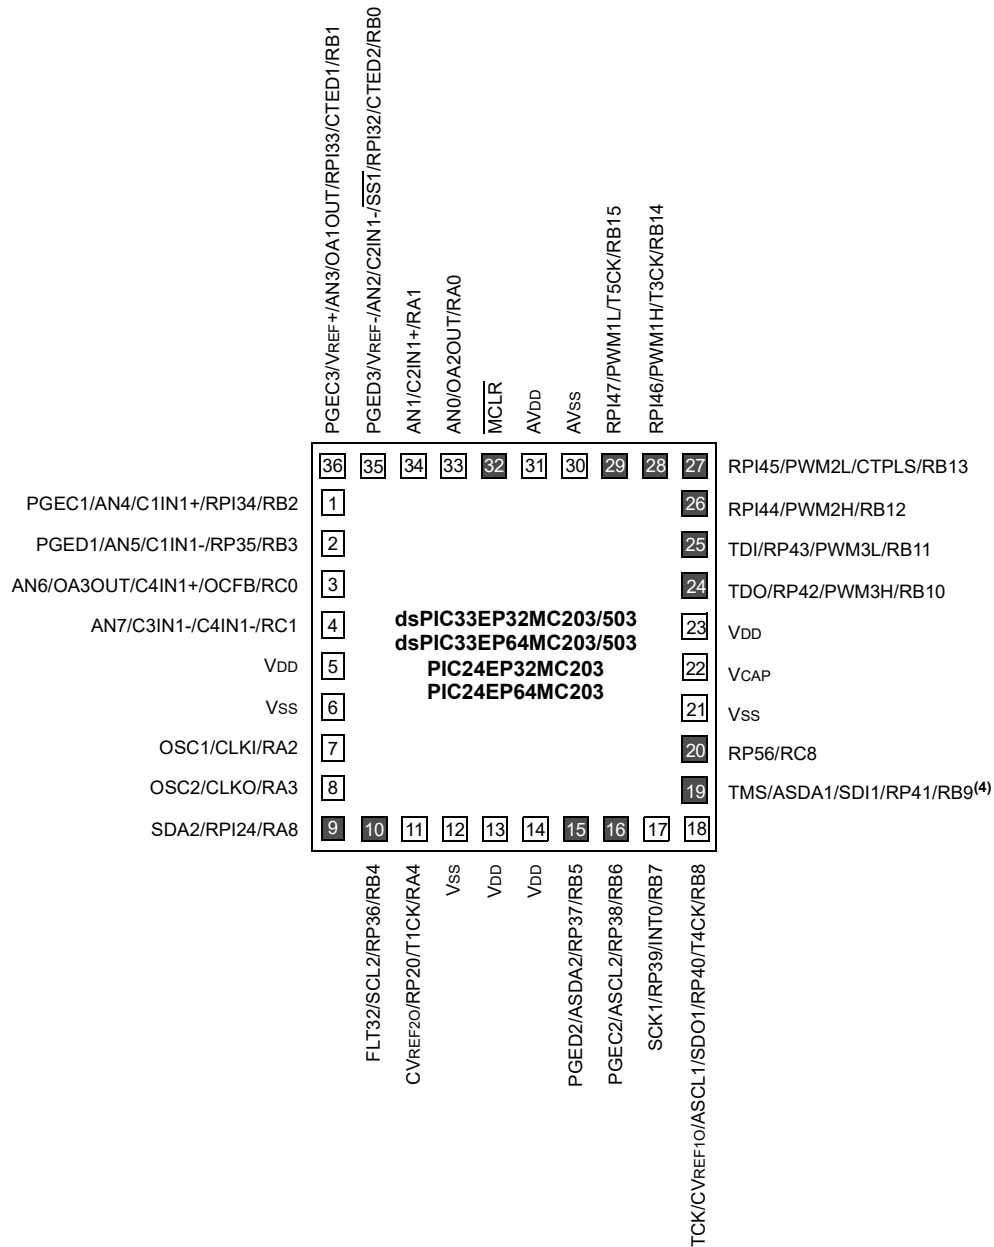 PGEC3/VREF+/AN3/OA1OUT/RPI33/CTED1/RB1
PGED3/VREF-/AN2/C2IN1-/SS1/RPI32/CTED2/RB0
AN1/C2IN1+/RA1
AN0/OA2OUT/RA0
MCLR
AVDD
AVSS
RPI47/PWM1L/T5CK/RB15
RPI46/PWM1H/T3CK/RB14
36 35 34 33 32 31 30 29 28 27 RPI45/PWM2L/CTPLS/RB13
PGEC1/AN4/C1IN1+/RPI34/RB2 1
26 RPI44/PWM2H/RB12
PGED1/AN5/C1IN1-/RP35/RB3 2
25 TDI/RP43/PWM3L/RB11
AN6/OA3OUT/C4IN1+/OCFB/RC0 3
24 TDO/RP42/PWM3H/RB10
AN7/C3IN1-/C4IN1-/RC1 4
23 VDD
VDD 5
22 VCAP
VSS 6
21 VSS
OSC1/CLKI/RA2 7
20 RP56/RC8
OSC2/CLKO/RA3 8
19 TMS/ASDA1/SDI1/RP41/RB9(4)
dsPIC33EP32MC203/503
dsPIC33EP64MC203/503
PIC24EP32MC203
PIC24EP64MC203
SDA2/RPI24/RA8 9 10 11 12 13 14 15 16 17 18
FLT32/SCL2/RP36/RB4
CVREF2O/RP20/T1CK/RA4
VSS
VDD
VDD
PGED2/ASDA2/RP37/RB5
PGEC2/ASCL2/RP38/RB6
SCK1/RP39/INT0/RB7
TCK/CVREF1O/ASCL1/SDO1/RP40/T4CK/RB8